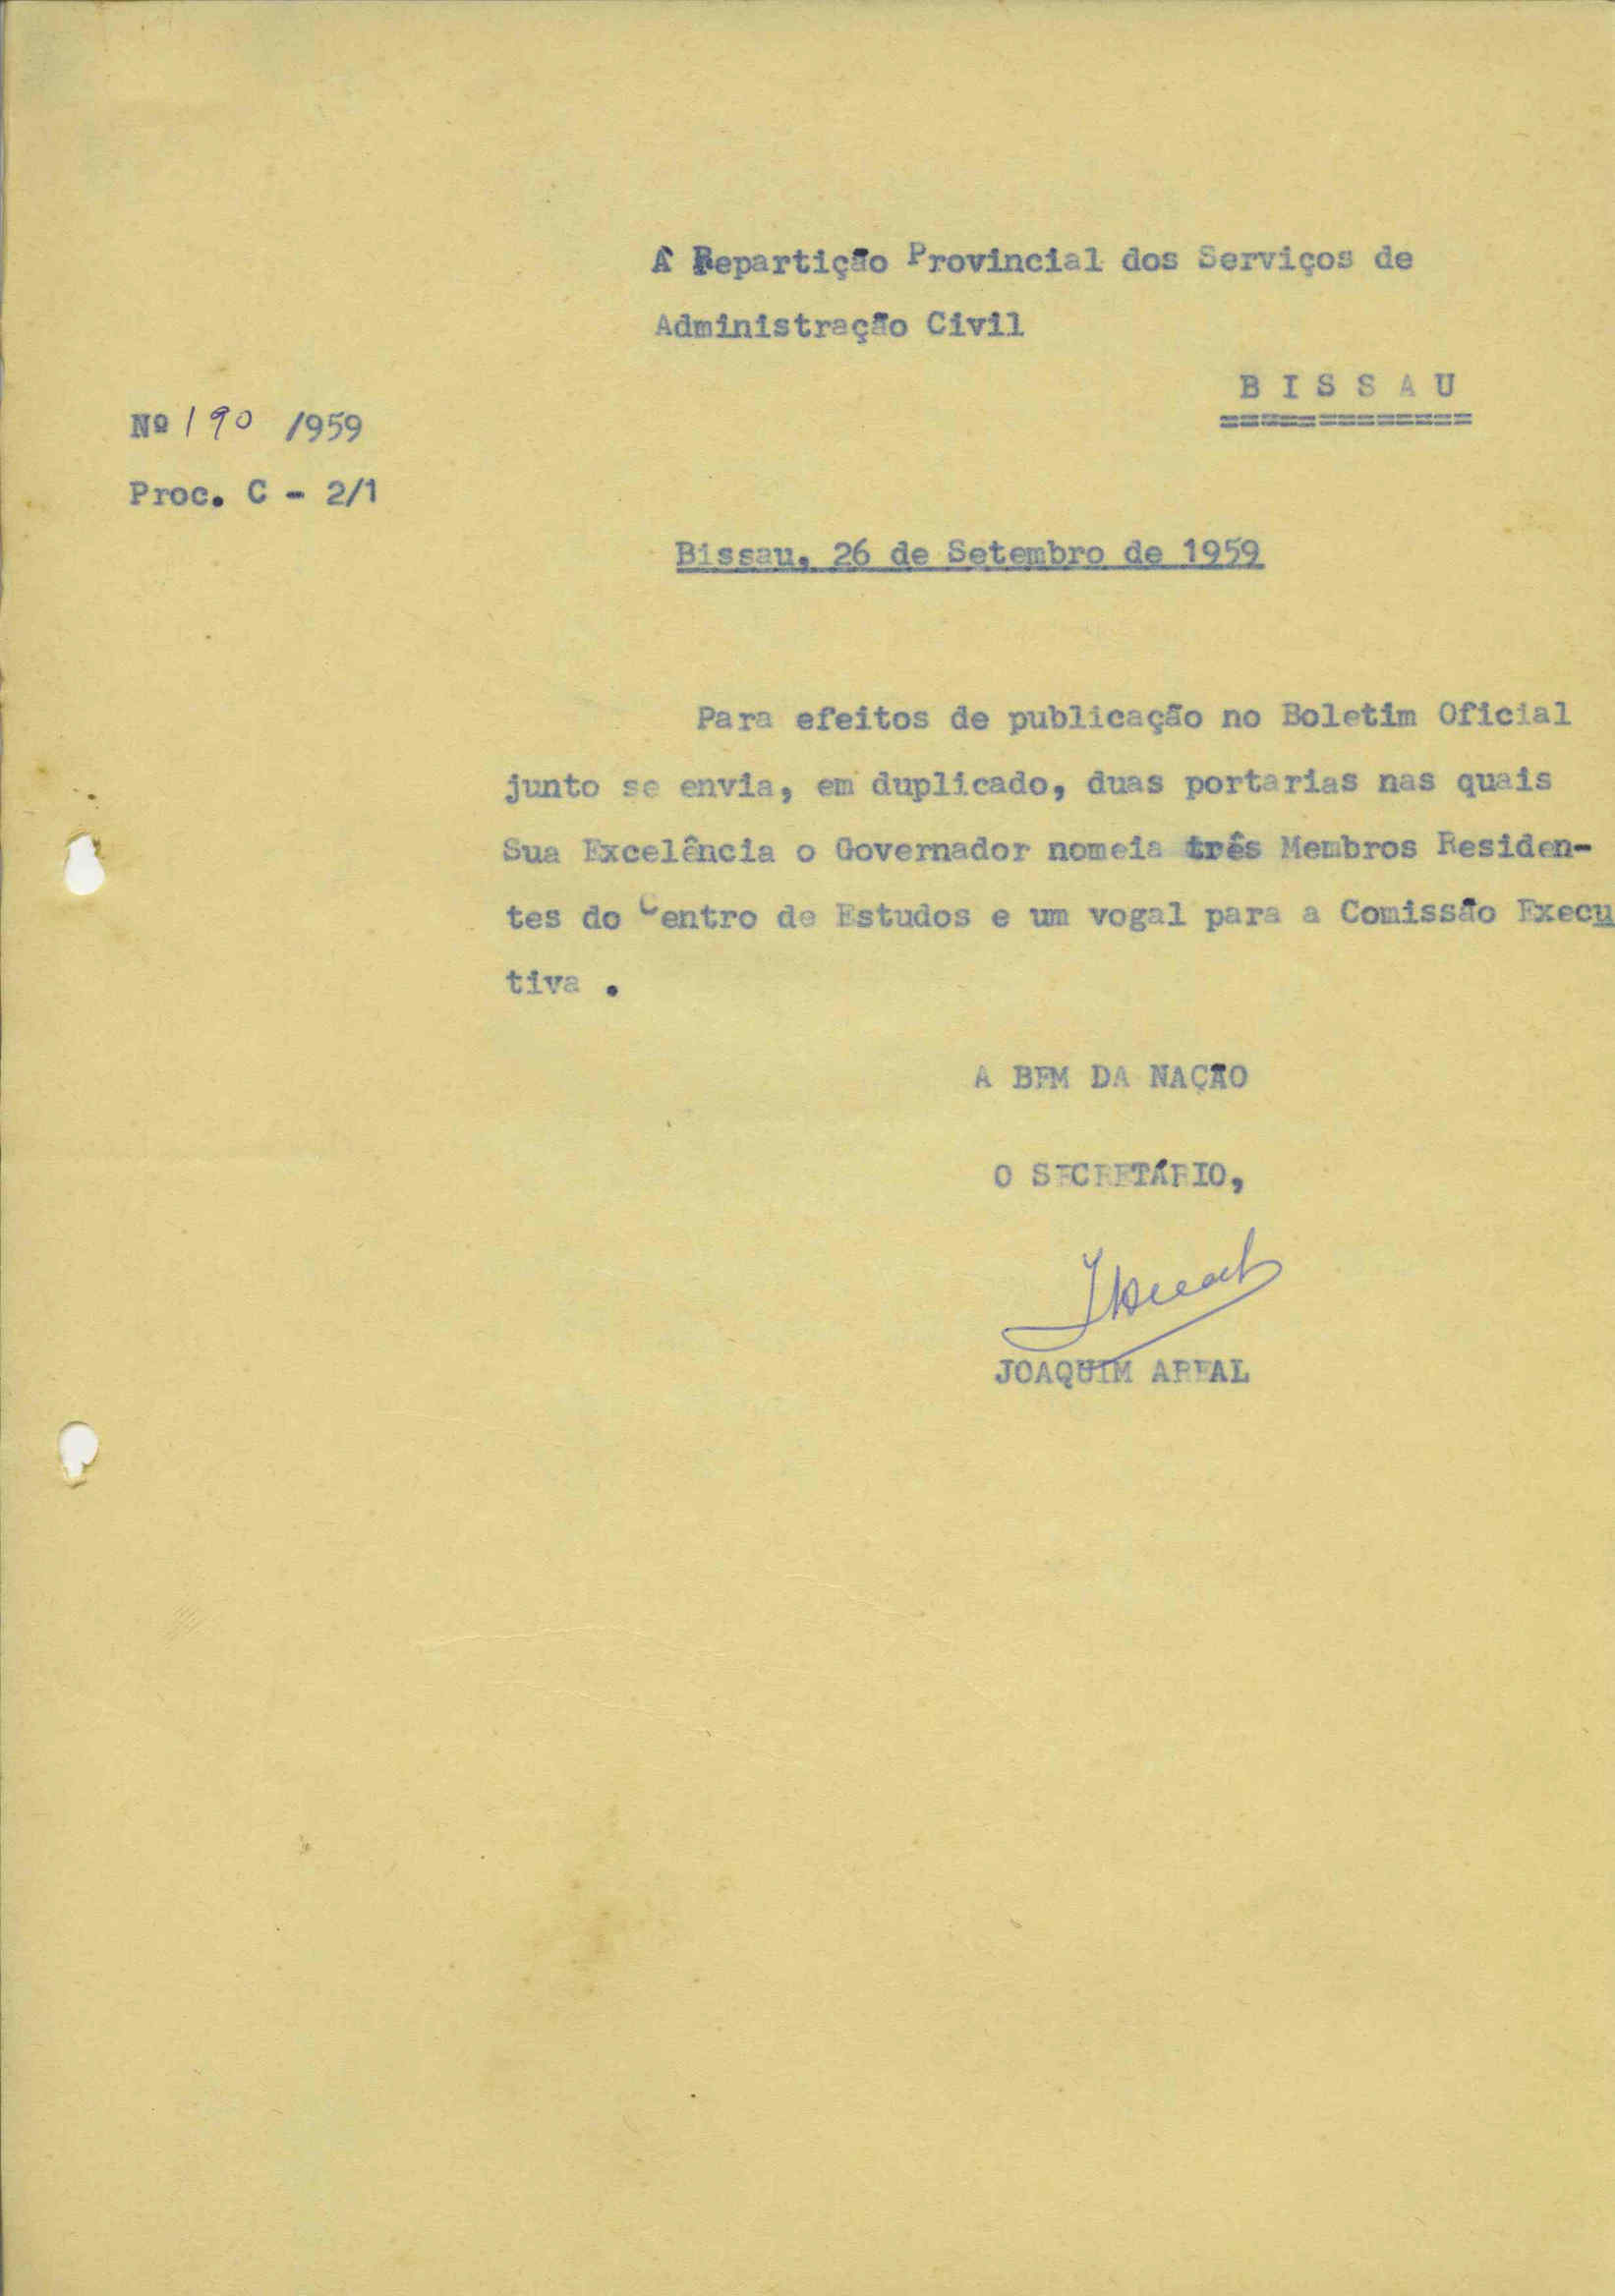 À Repartição Provincial dos Serviços de
Administração Civil
B I S S A U
=============
Nº 190 /959
Proc. C - 2/1
Bissau, 26 de Setembro de 1959
Para efeitos de publicação no Boletim Oficial
junto se envia, em duplicado, duas portarias nas quais
Sua Excelência o Governador nomeia três Membros Residen-
tes do Centro de Estudos e um vogal para a Comissão Execu
tiva .
A BEM DA NAÇÃO
O SECRETÁRIO,
JOAQUIM AREAL